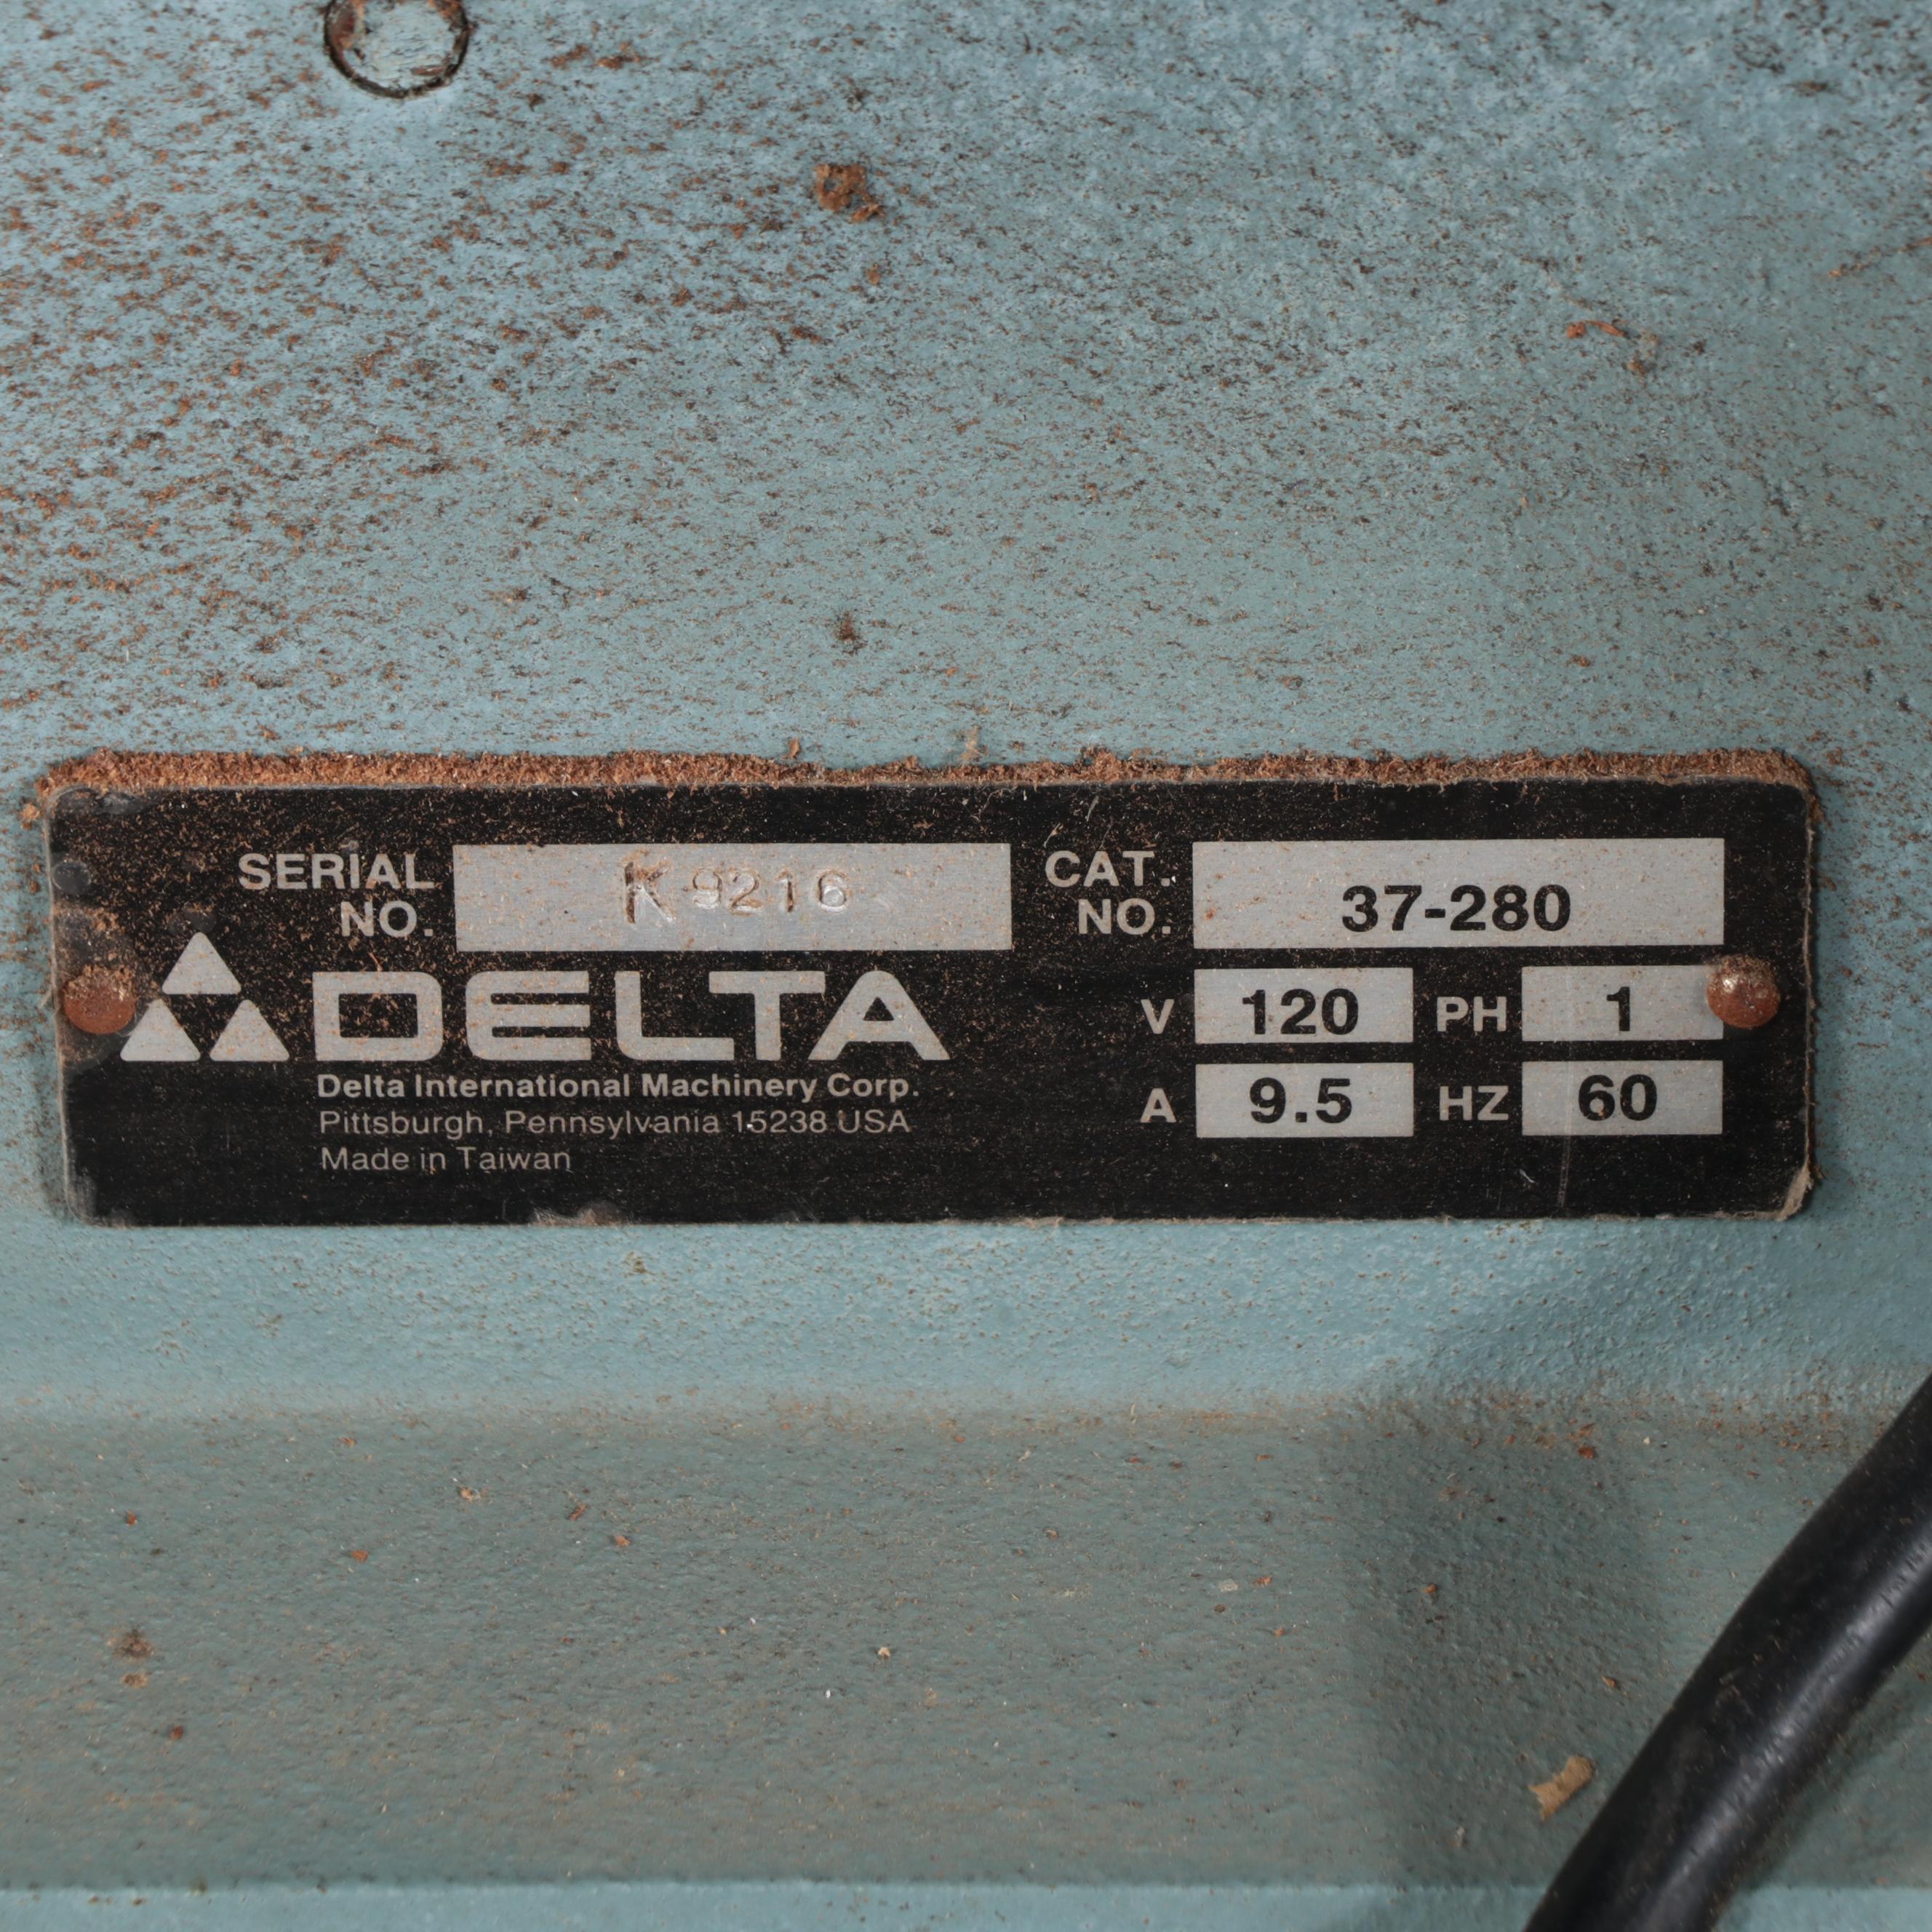 SERIAL NO. K 9216 CAT. NO. 37-280
DELTA V 120 PH 1
Delta International Machinery Corp.
Pittsburgh, Pennsylvania 15238 USA A 9.5 HZ 60
Made in Taiwan